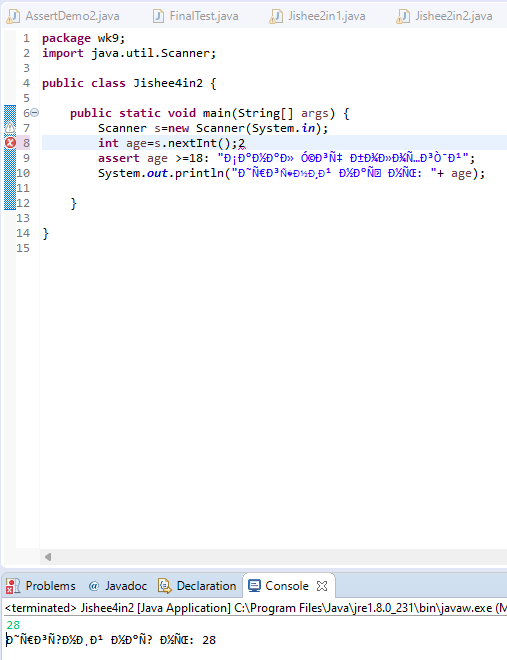 AssertDemo2.java FinalTest.java Jishee2in1.java Jishee2in2.java
1 package wk9;
2 import java.util.Scanner;
3
4 public class Jishee4in2 {
5
6 public static void main(String[] args) {
7 Scanner s=new Scanner(System.in);
8 int age=s.nextInt();2
9 assert age >=18: "Ð¡Ð°Ð½Ð°Ð» Ó©Ð³Ñ‡ Ð±Ð¾Ð»Ð¾Ñ…Ð³Ò¯Ð¹";
10 System.out.println("Ð˜Ñ€Ð³Ñ�Ð½Ð¸Ð¹ Ð½Ð°Ñ Ð½ÑŒ: "+ age);
11
12 }
13
14 }
15
Problems @ Javadoc Declaration Console
<terminated> Jishee4in2 [Java Application] C:\Program Files\Java\jre1.8.0_231\bin\javaw.exe (M
28
Ð˜Ñ€Ð³Ñ?Ð½Ð¸Ð¹ Ð½Ð°Ñ? Ð½ÑŒ: 28